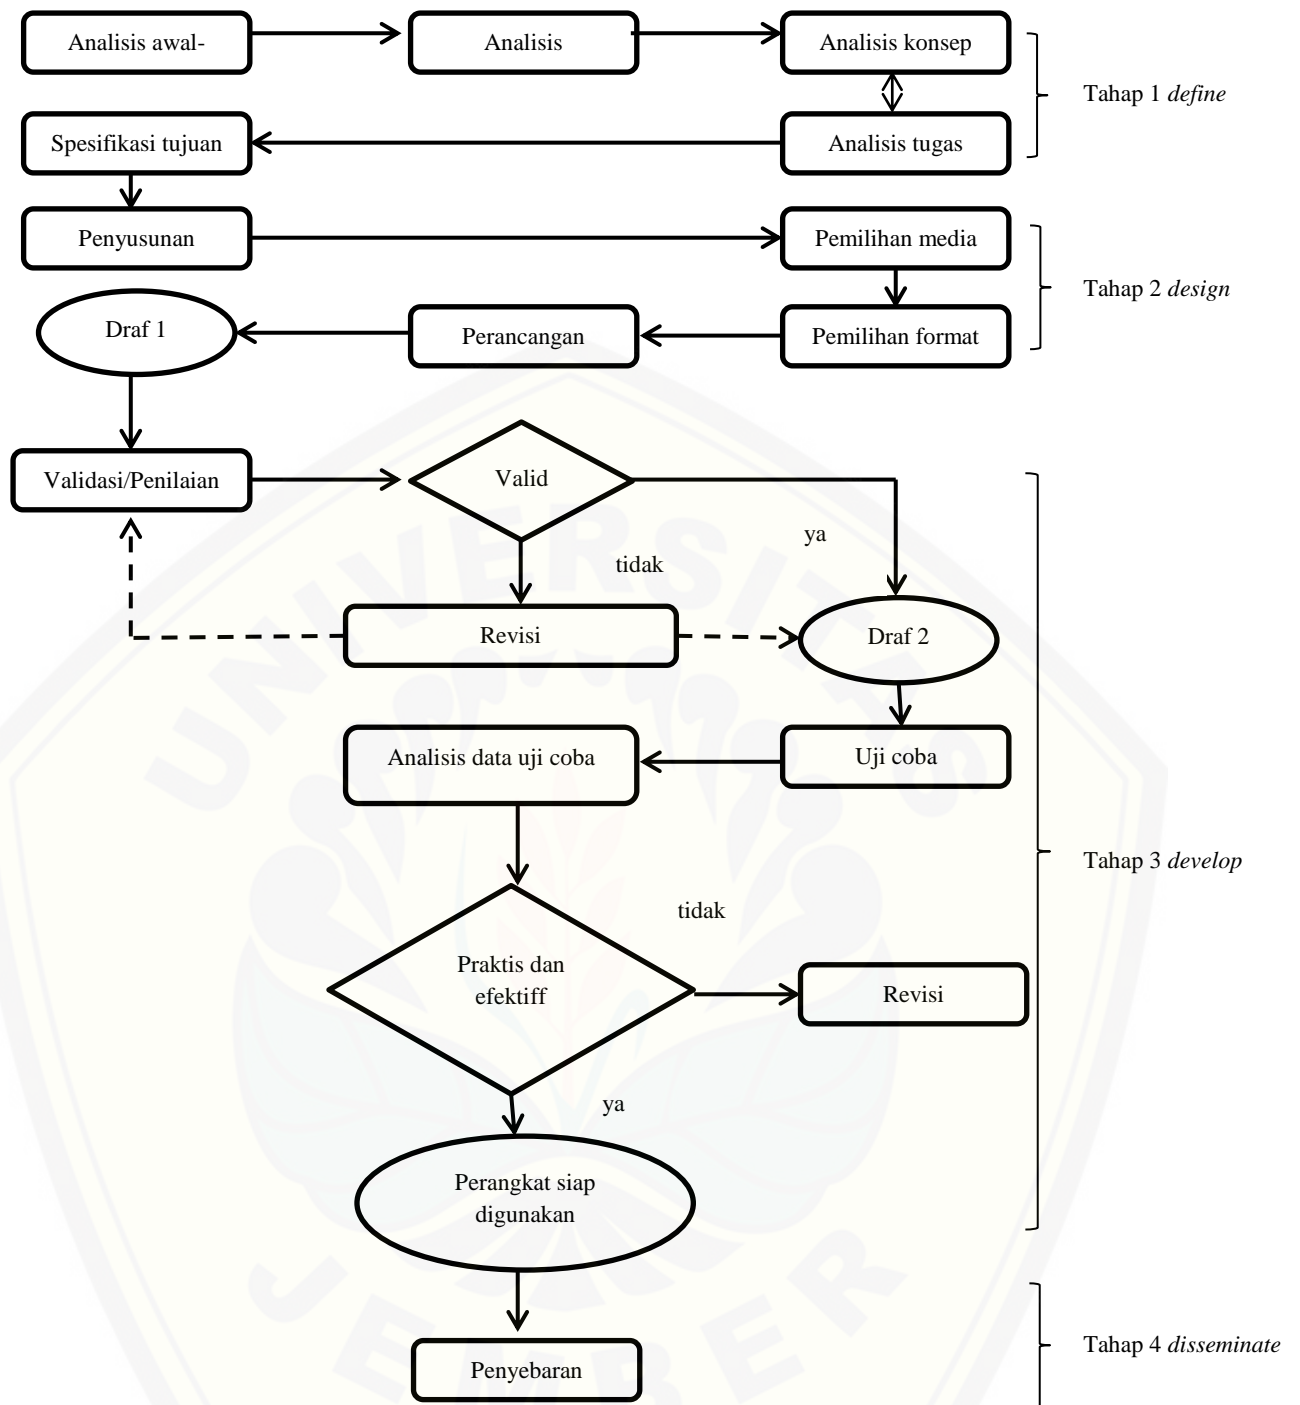 Analisis awal-
Analisis
Analisis konsep
Tahap 1 define
Spesifikasi tujuan
Analisis tugas
Penyusunan
Pemilihan media
Tahap 2 design
Draf 1
Perancangan
Pemilihan format
Validasi/Penilaian
Valid
ya
tidak
Revisi
Draf 2
Analisis data uji coba
Uji coba
Tahap 3 develop
tidak
Praktis dan
efektiff
Revisi
ya
Perangkat siap
digunakan
Tahap 4 disseminate
Penyebaran
UNIVERSITAS
JEMBER